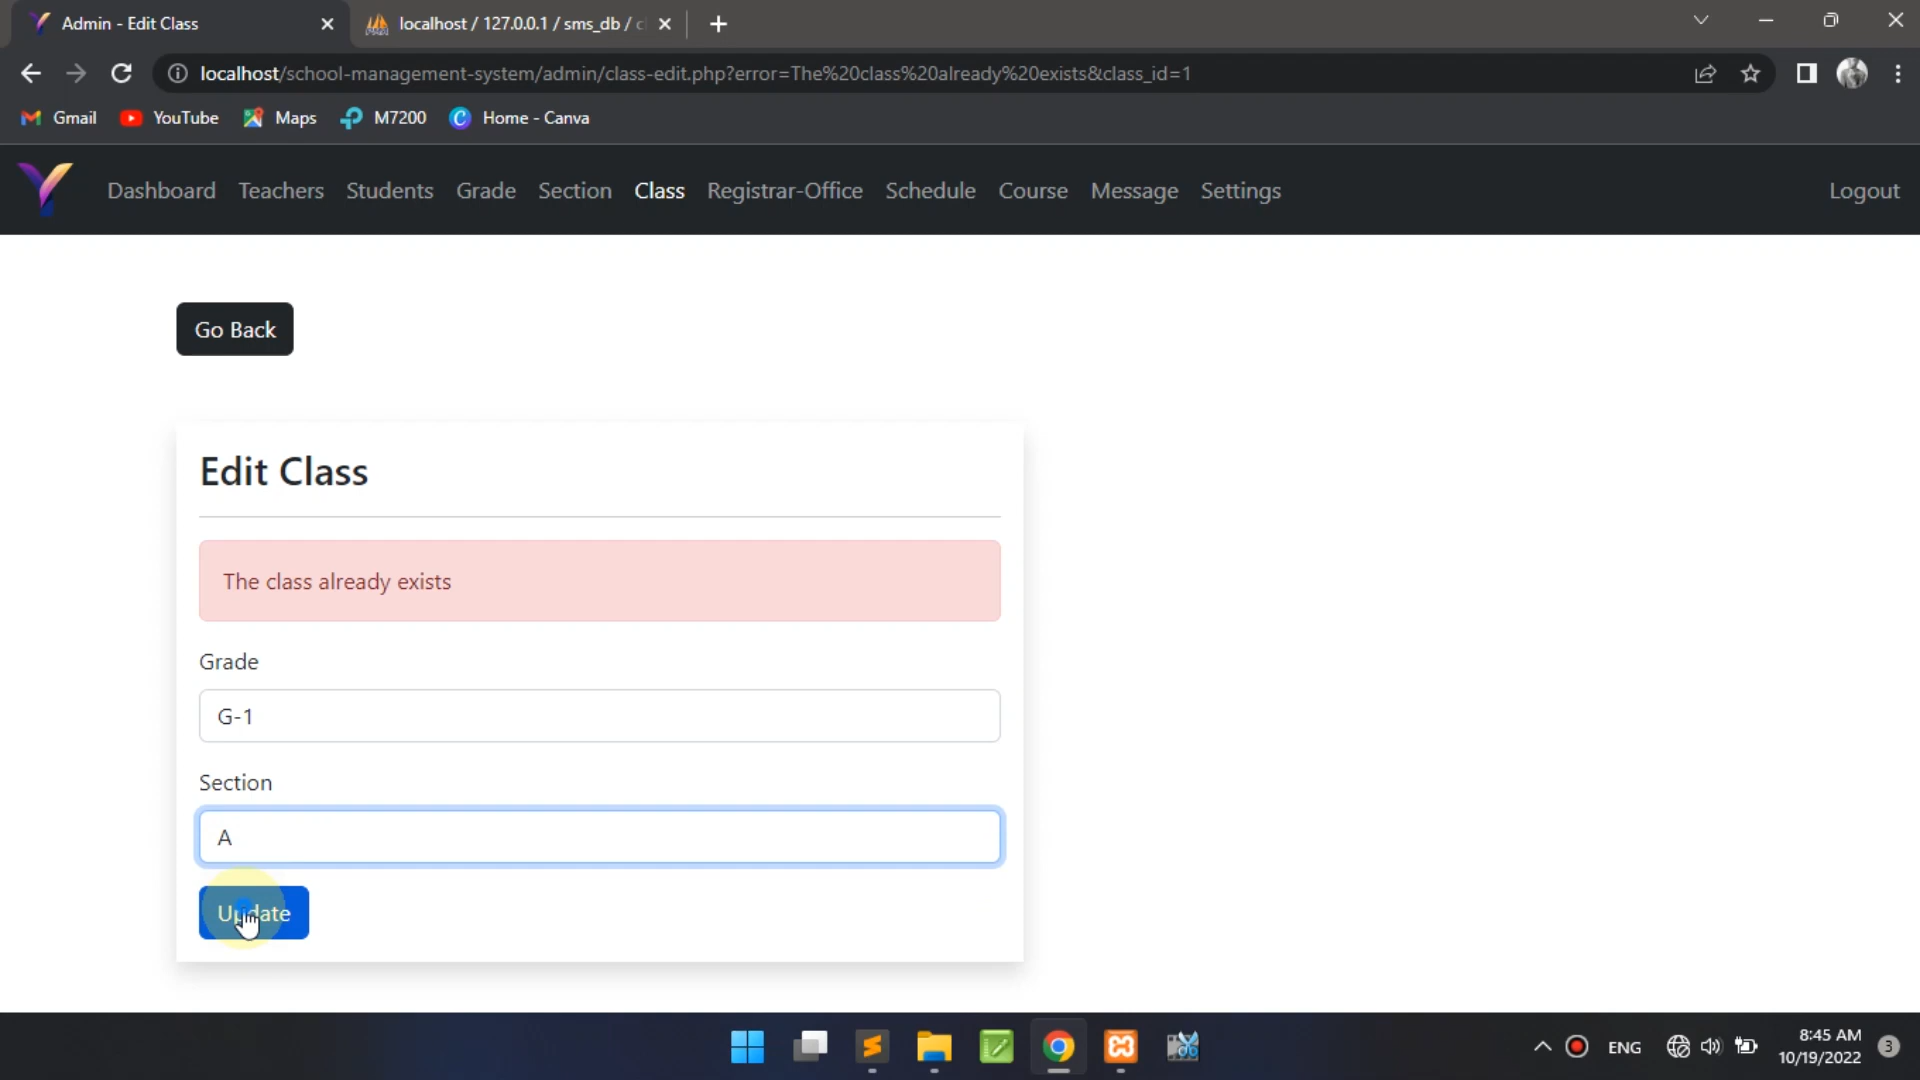 Admin - Edit Class
localhost / 127.0.0.1 / sms_db /
localhost/school-management-system/admin/class-edit.php?error=The%20class%20already%20exists&class_id=1
Gmail YouTube Maps M7200 Home - Canva
Dashboard Teachers Students Grade Section Class Registrar-Office Schedule Course Message Settings Logout
Go Back
Edit Class
The class already exists
Grade
G-1
Section
A
Update
ENG
8:45 AM
10/19/2022
3